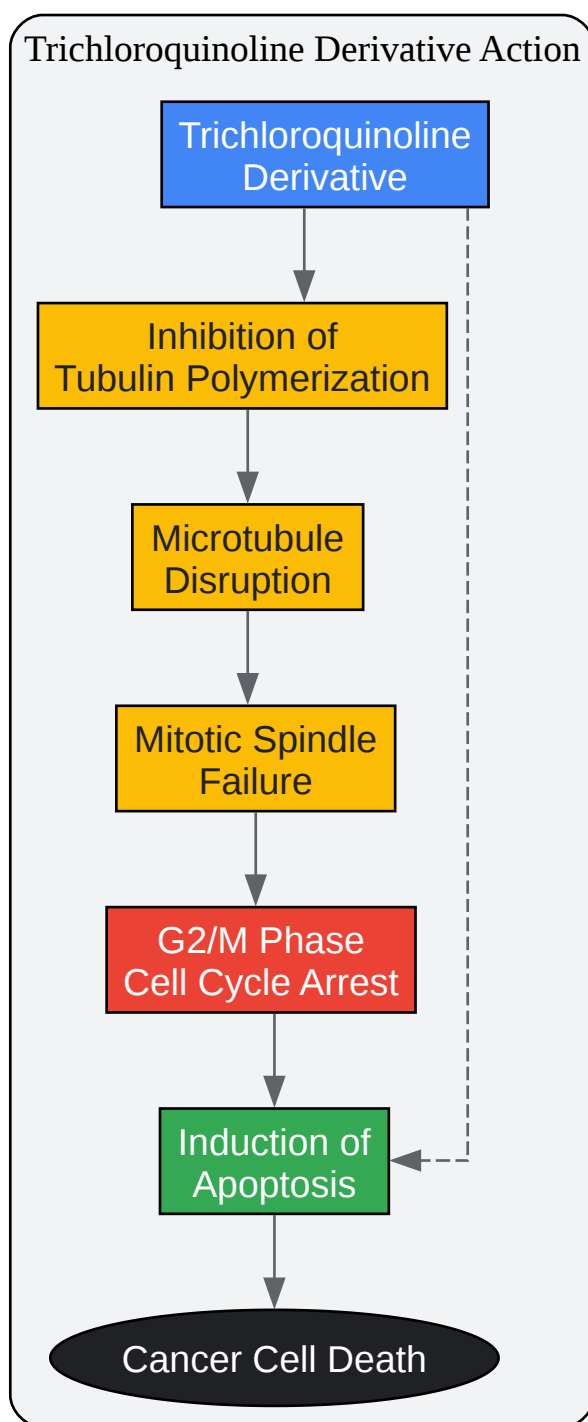 Trichloroquinoline Derivative Action
Trichloroquinoline
Derivative
Inhibition of
Tubulin Polymerization
Microtubule
Disruption
Mitotic Spindle
Failure
G2/M Phase
Cell Cycle Arrest
Induction of
Apoptosis
Cancer Cell Death